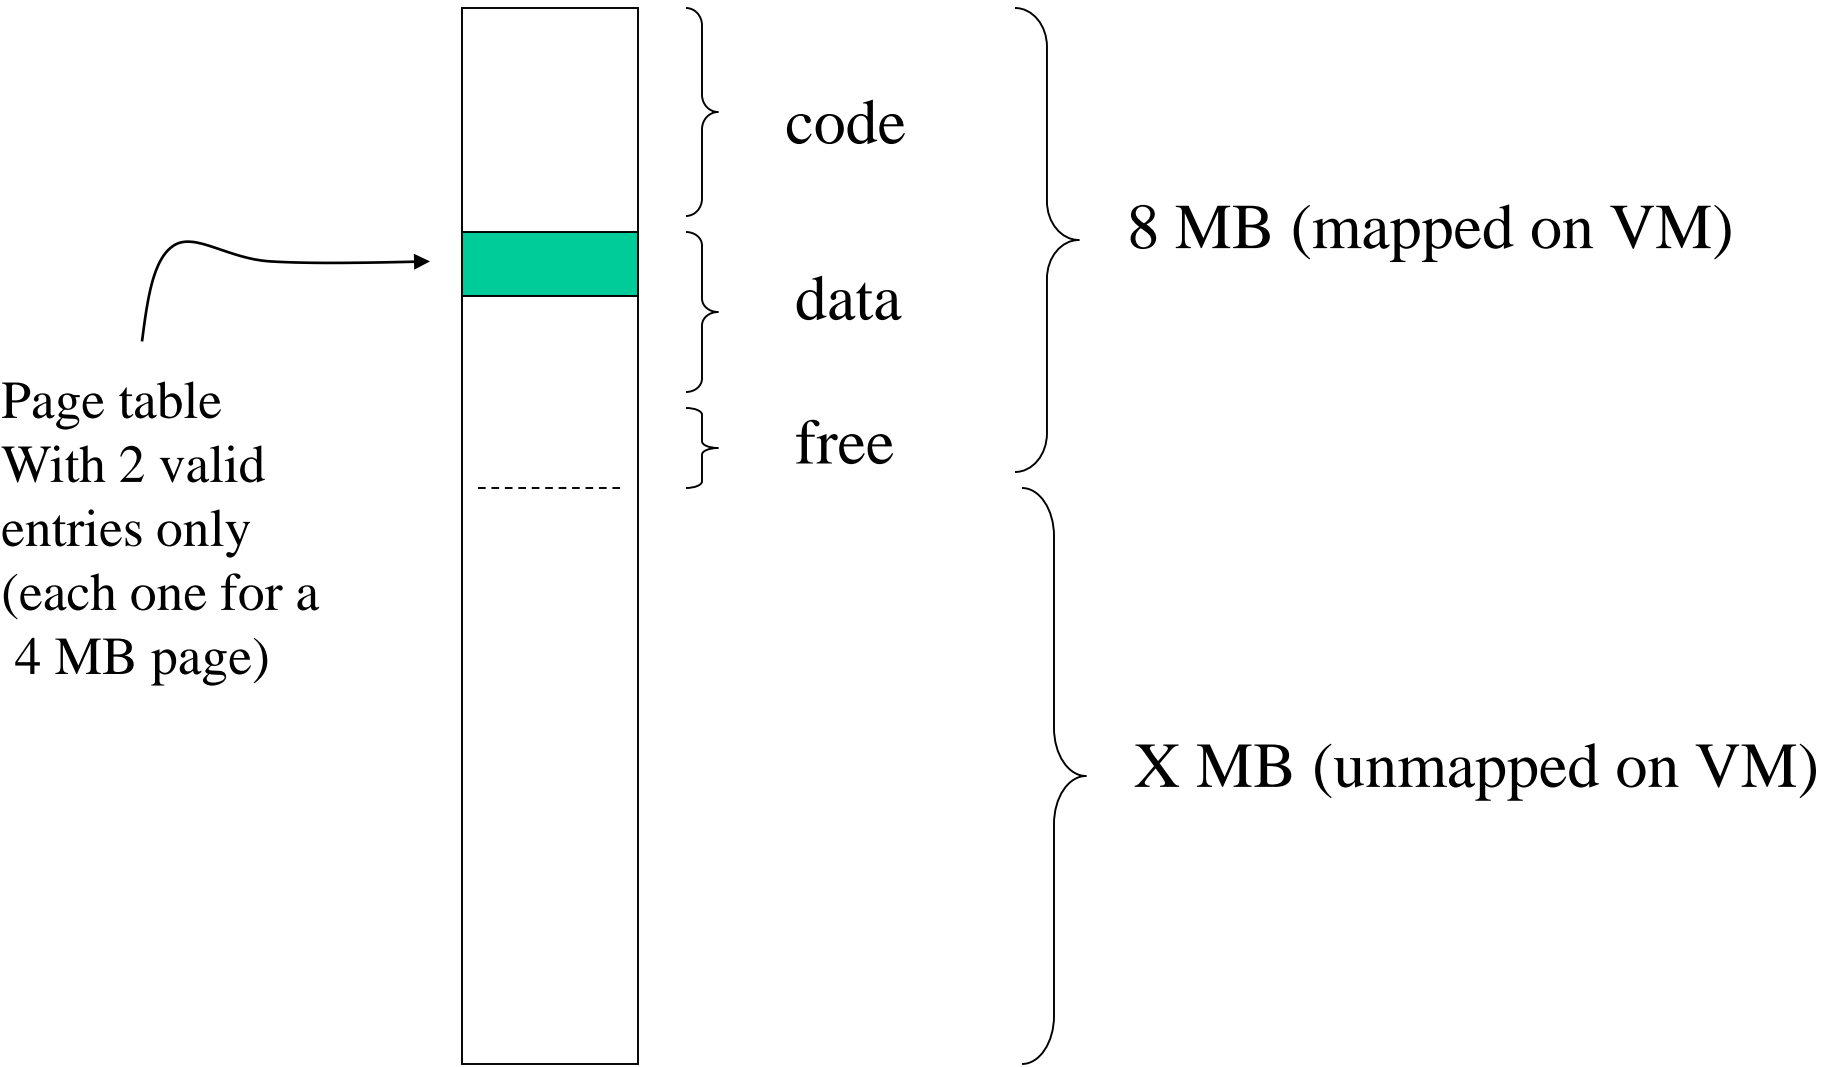 code
8 MB (mapped on VM)
data
Page table
With 2 valid
entries only
(each one for a
4 MB page)
free
X MB (unmapped on VM)